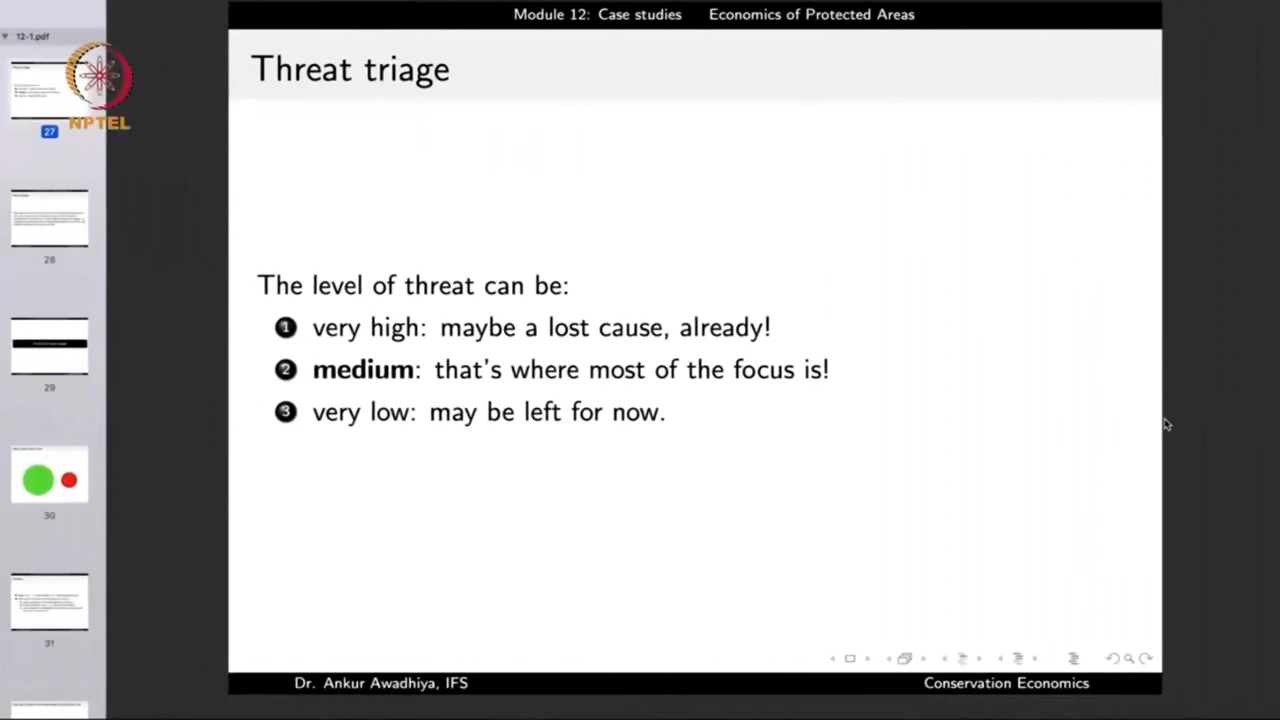 Module 12: Case studies Economics of Protected Areas
12-1.pdf
NPTEL
Threat triage
The level of threat can be:
1 very high: maybe a lost cause, already!
2 medium: that's where most of the focus is!
3 very low: may be left for now.
27
28
29
30
31
Dr. Ankur Awadhiya, IFS Conservation Economics